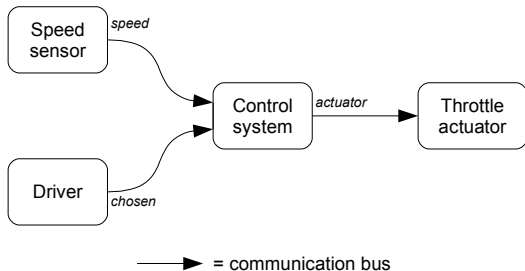 speed
Speed
sensor
Control
system
actuator
Throttle
actuator
Driver
chosen
= communication bus